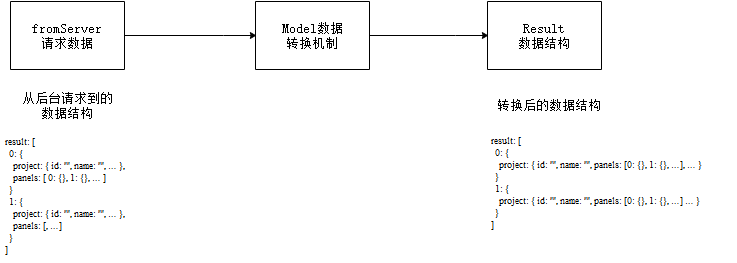 fromServer
请求数据
Model数据
转换机制
Result
数据结构
从后台请求到的
数据结构
result: [
0: {
project: { id: "", name: "", ... },
panels: [ 0: {}, 1: {}, ... ]
}
1: {
project: { id: "", name: "", ... },
panels: [, ...]
}
]
转换后的数据结构
result: [
0: {
project: { id: "", name: "", panels: [0: {}, 1: {}, ...], ... }
}
1: {
project: { id: "", name: "", panels: [0: {}, 1: {}, ...] ... }
}
]